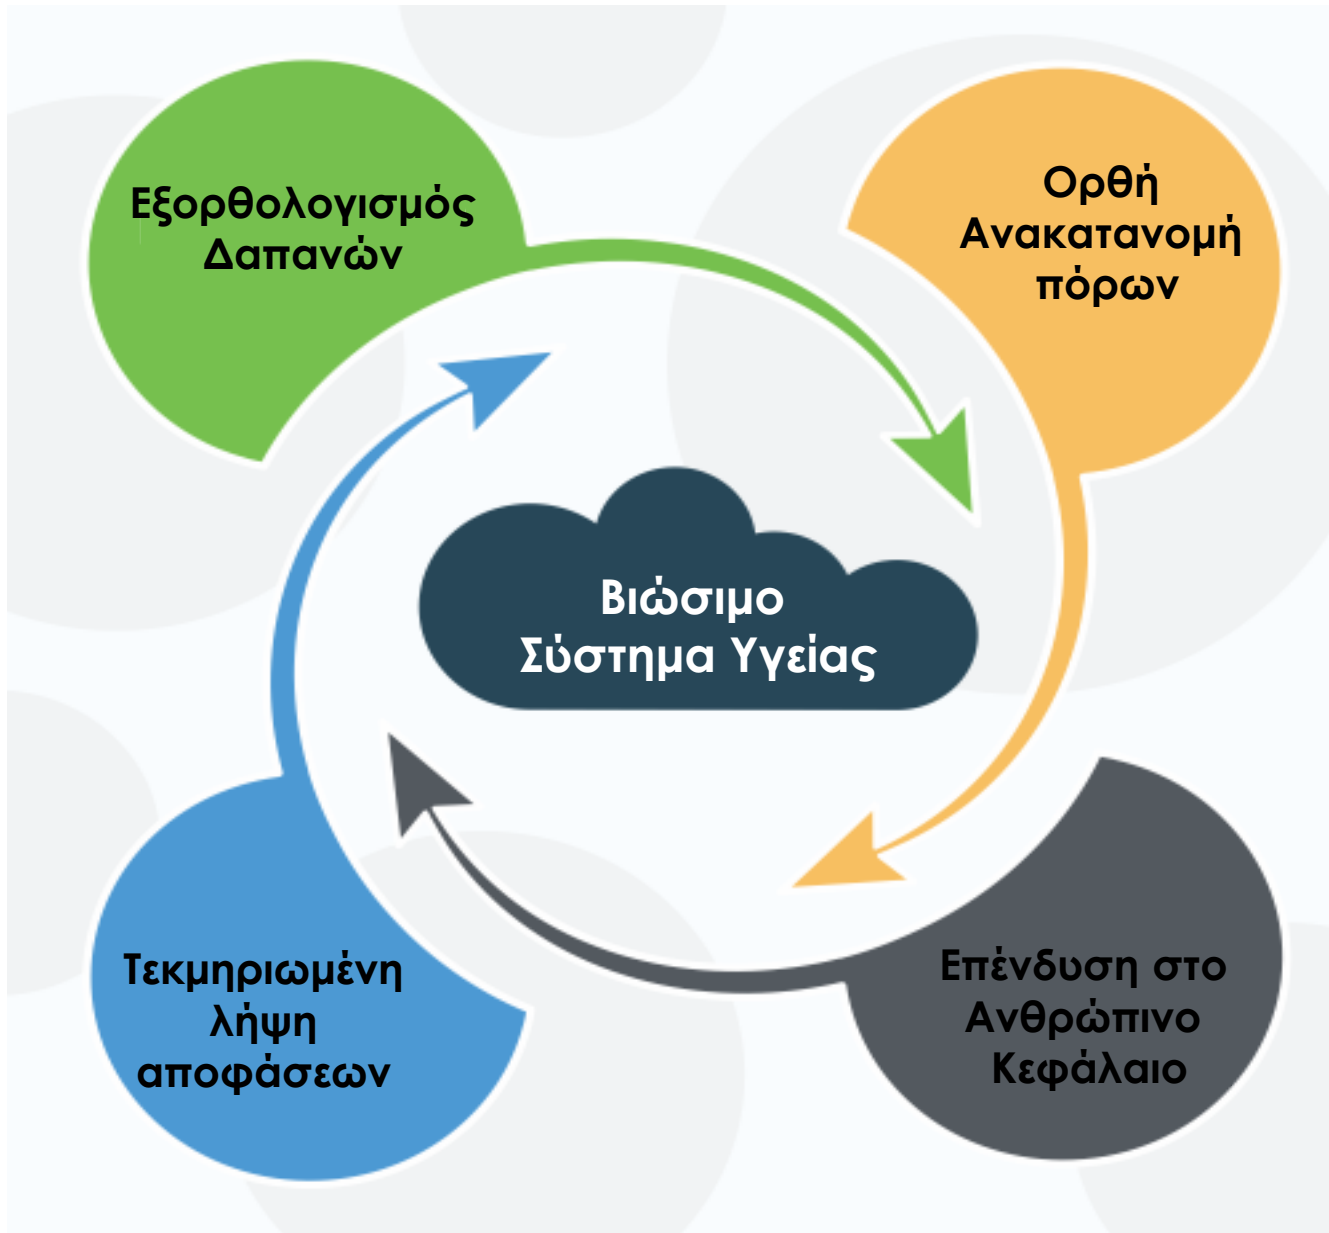 Εξορθολογισμός
Δαπανών
Ορθή
Ανακατανομή
πόρων
Βιώσιμο
Σύστημα Υγείας
Τεκμηριωμένη
λήψη
αποφάσεων
Επένδυση στο
Ανθρώπινο
Κεφάλαιο